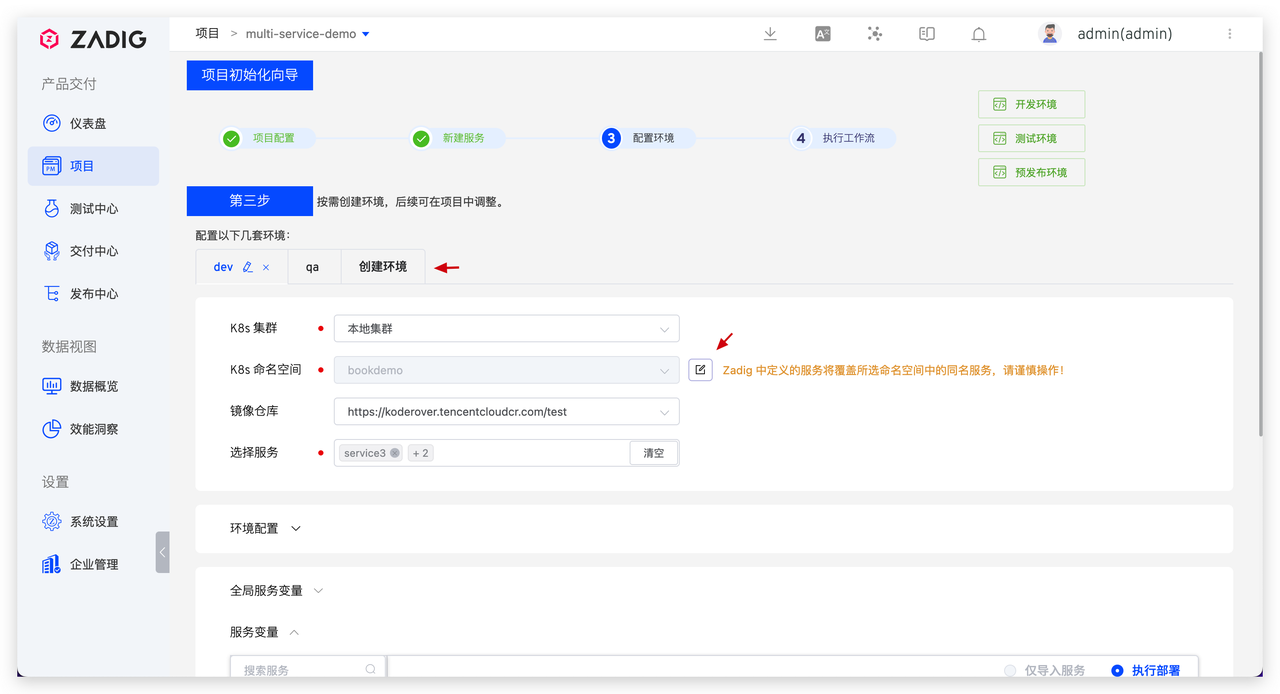 ZADIG
项目 > multi-service-demo
admin(admin)
产品交付
仪表盘
项目
测试中心
交付中心
发布中心
数据视图
数据概览
效能洞察
设置
系统设置
企业管理
项目初始化向导
项目配置
新建服务
3 配置环境
4 执行工作流
开发环境
测试环境
预发布环境
第三步 按需创建环境，后续可在项目中调整。
配置以下几套环境：
dev qa 创建环境
K8s 集群 本地集群
K8s 命名空间 bookdemo Zadig 中定义的服务将覆盖所选命名空间中的同名服务，请谨慎操作！
镜像仓库 https://koderover.tencentcloudcr.com/test
选择服务 service3 + 2 清空
环境配置
全局服务变量
服务变量
搜索服务 仅导入服务 执行部署